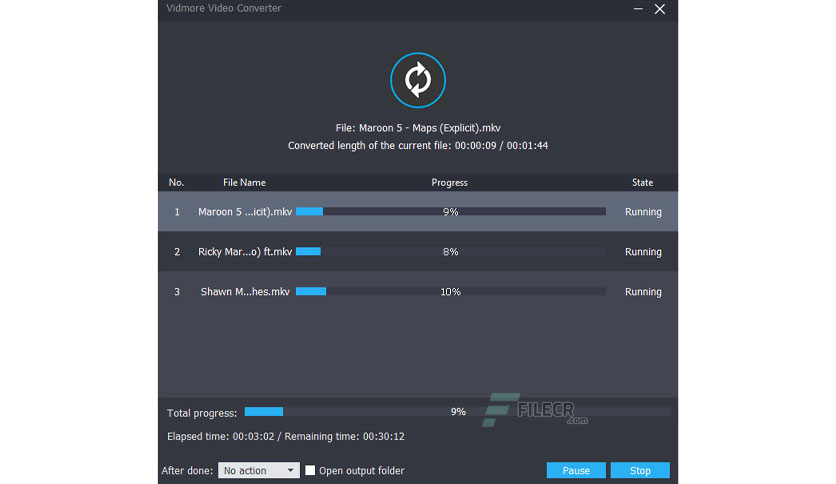 Vidmore Video Converter
File: Maroon 5 - Maps (Explicit).mkv
Converted length of the current file: 00:00:09 / 00:01:44
No. File Name Progress State
1 Maroon 5 ...icit).mkv 9% Running
2 Ricky Mar...o) ft.mkv 8% Running
3 Shawn M...hes.mkv 10% Running
Total progress: 9%
FILECR
.com
Elapsed time: 00:03:02 / Remaining time: 00:30:12
After done: No action Open output folder Pause Stop